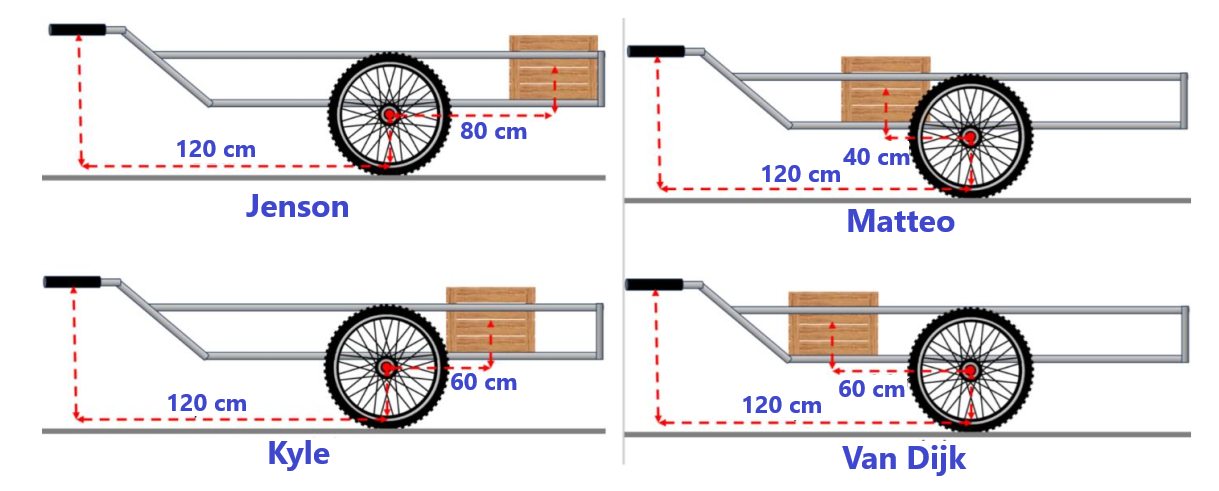 80 cm
120 cm
Jenson
40 cm
120 cm
Matteo
60 cm
120 cm
Kyle
60 cm
120 cm
Van Dijk